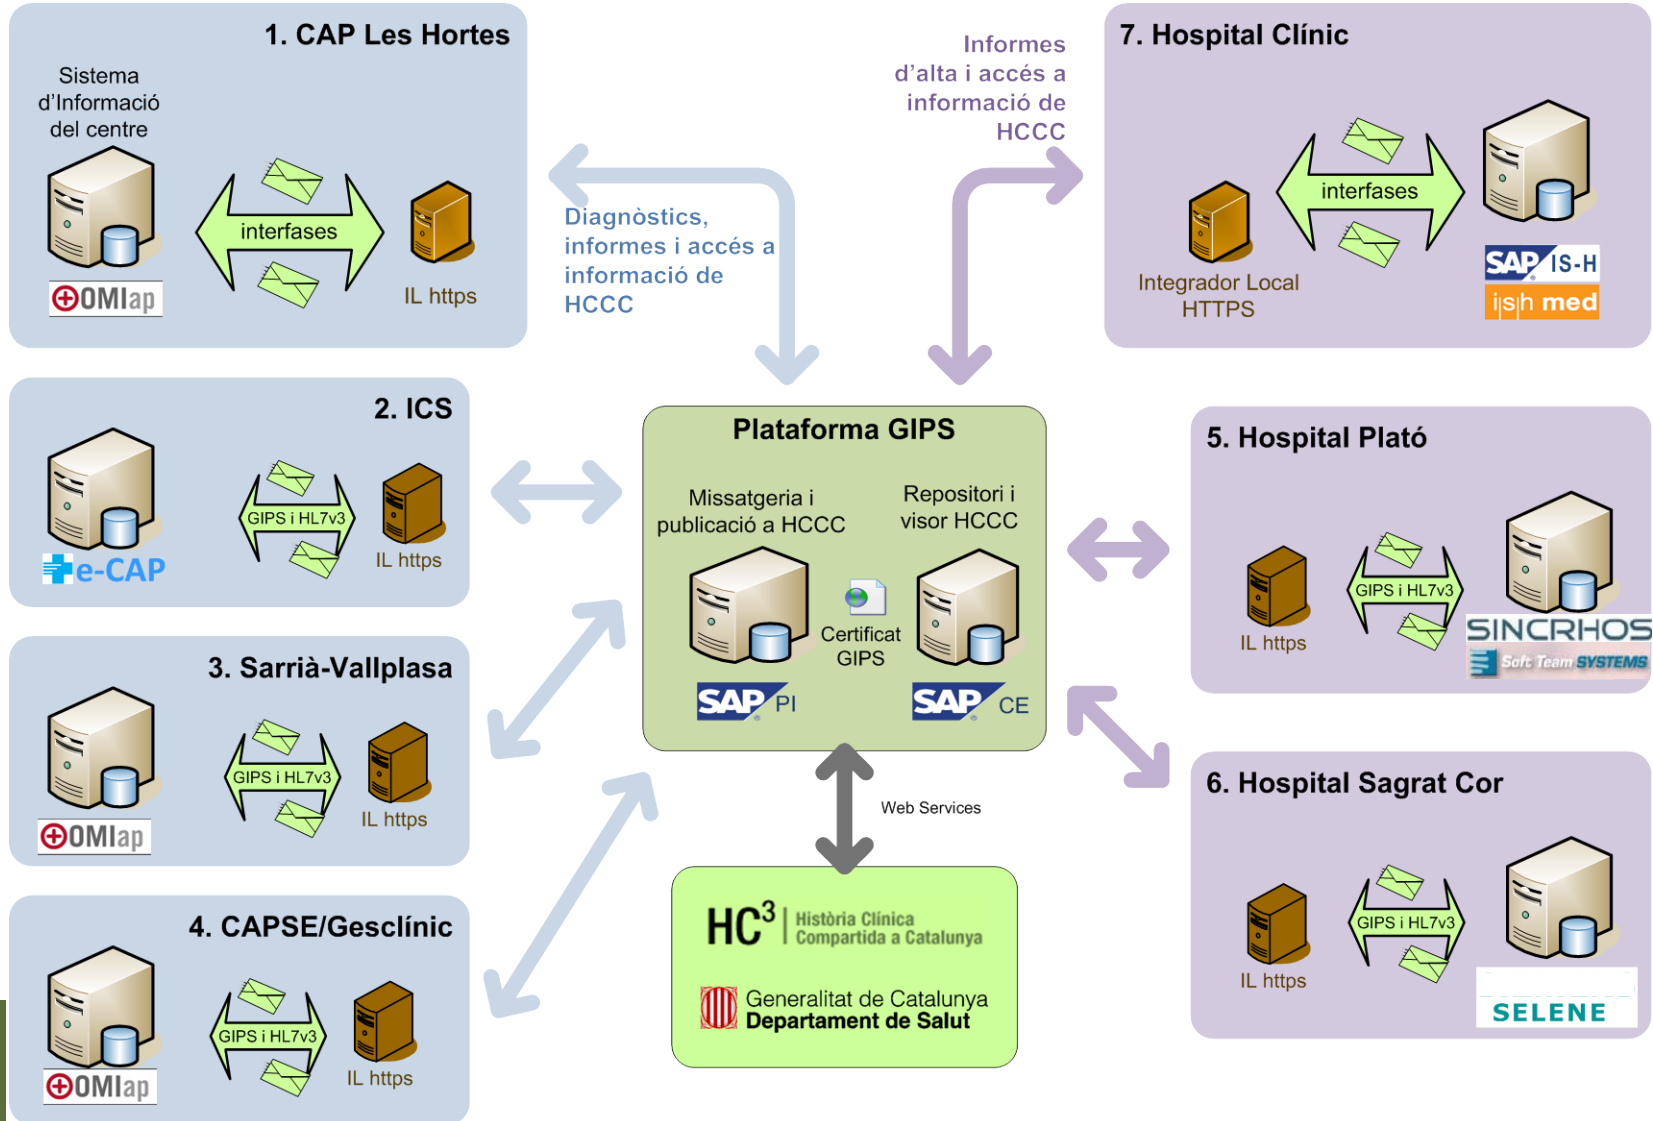 1. CAP Les Hortes
Sistema
d'Informació
del centre
interfases
OMIap
IL https
Diagnòstics,
informes i accés a
informació de
HCCC
Informes
d'alta i accés a
informació de
HCCC
7. Hospital Clínic
interfases
Integrador Local
HTTPS
SAP IS-H
i|s|h med
2. ICS
GIPS i HL7v3
e-CAP
IL https
3. Sarrià-Vallplasa
GIPS i HL7v3
OMIap
IL https
4. CAPSE/Gesclínic
GIPS i HL7v3
OMIap
IL https
Plataforma GIPS
Missatgeria i
publicació a HCCC
Repositori i
visor HCCC
Certificat
GIPS
SAP PI
SAP CE
Web Services
HC3 | Història Clínica
Compartida a Catalunya
Generalitat de Catalunya
Departament de Salut
5. Hospital Plató
GIPS i HL7v3
IL https
SINCRHOS
Soft Team SYSTEMS
6. Hospital Sagrat Cor
GIPS i HL7v3
IL https
SELENE